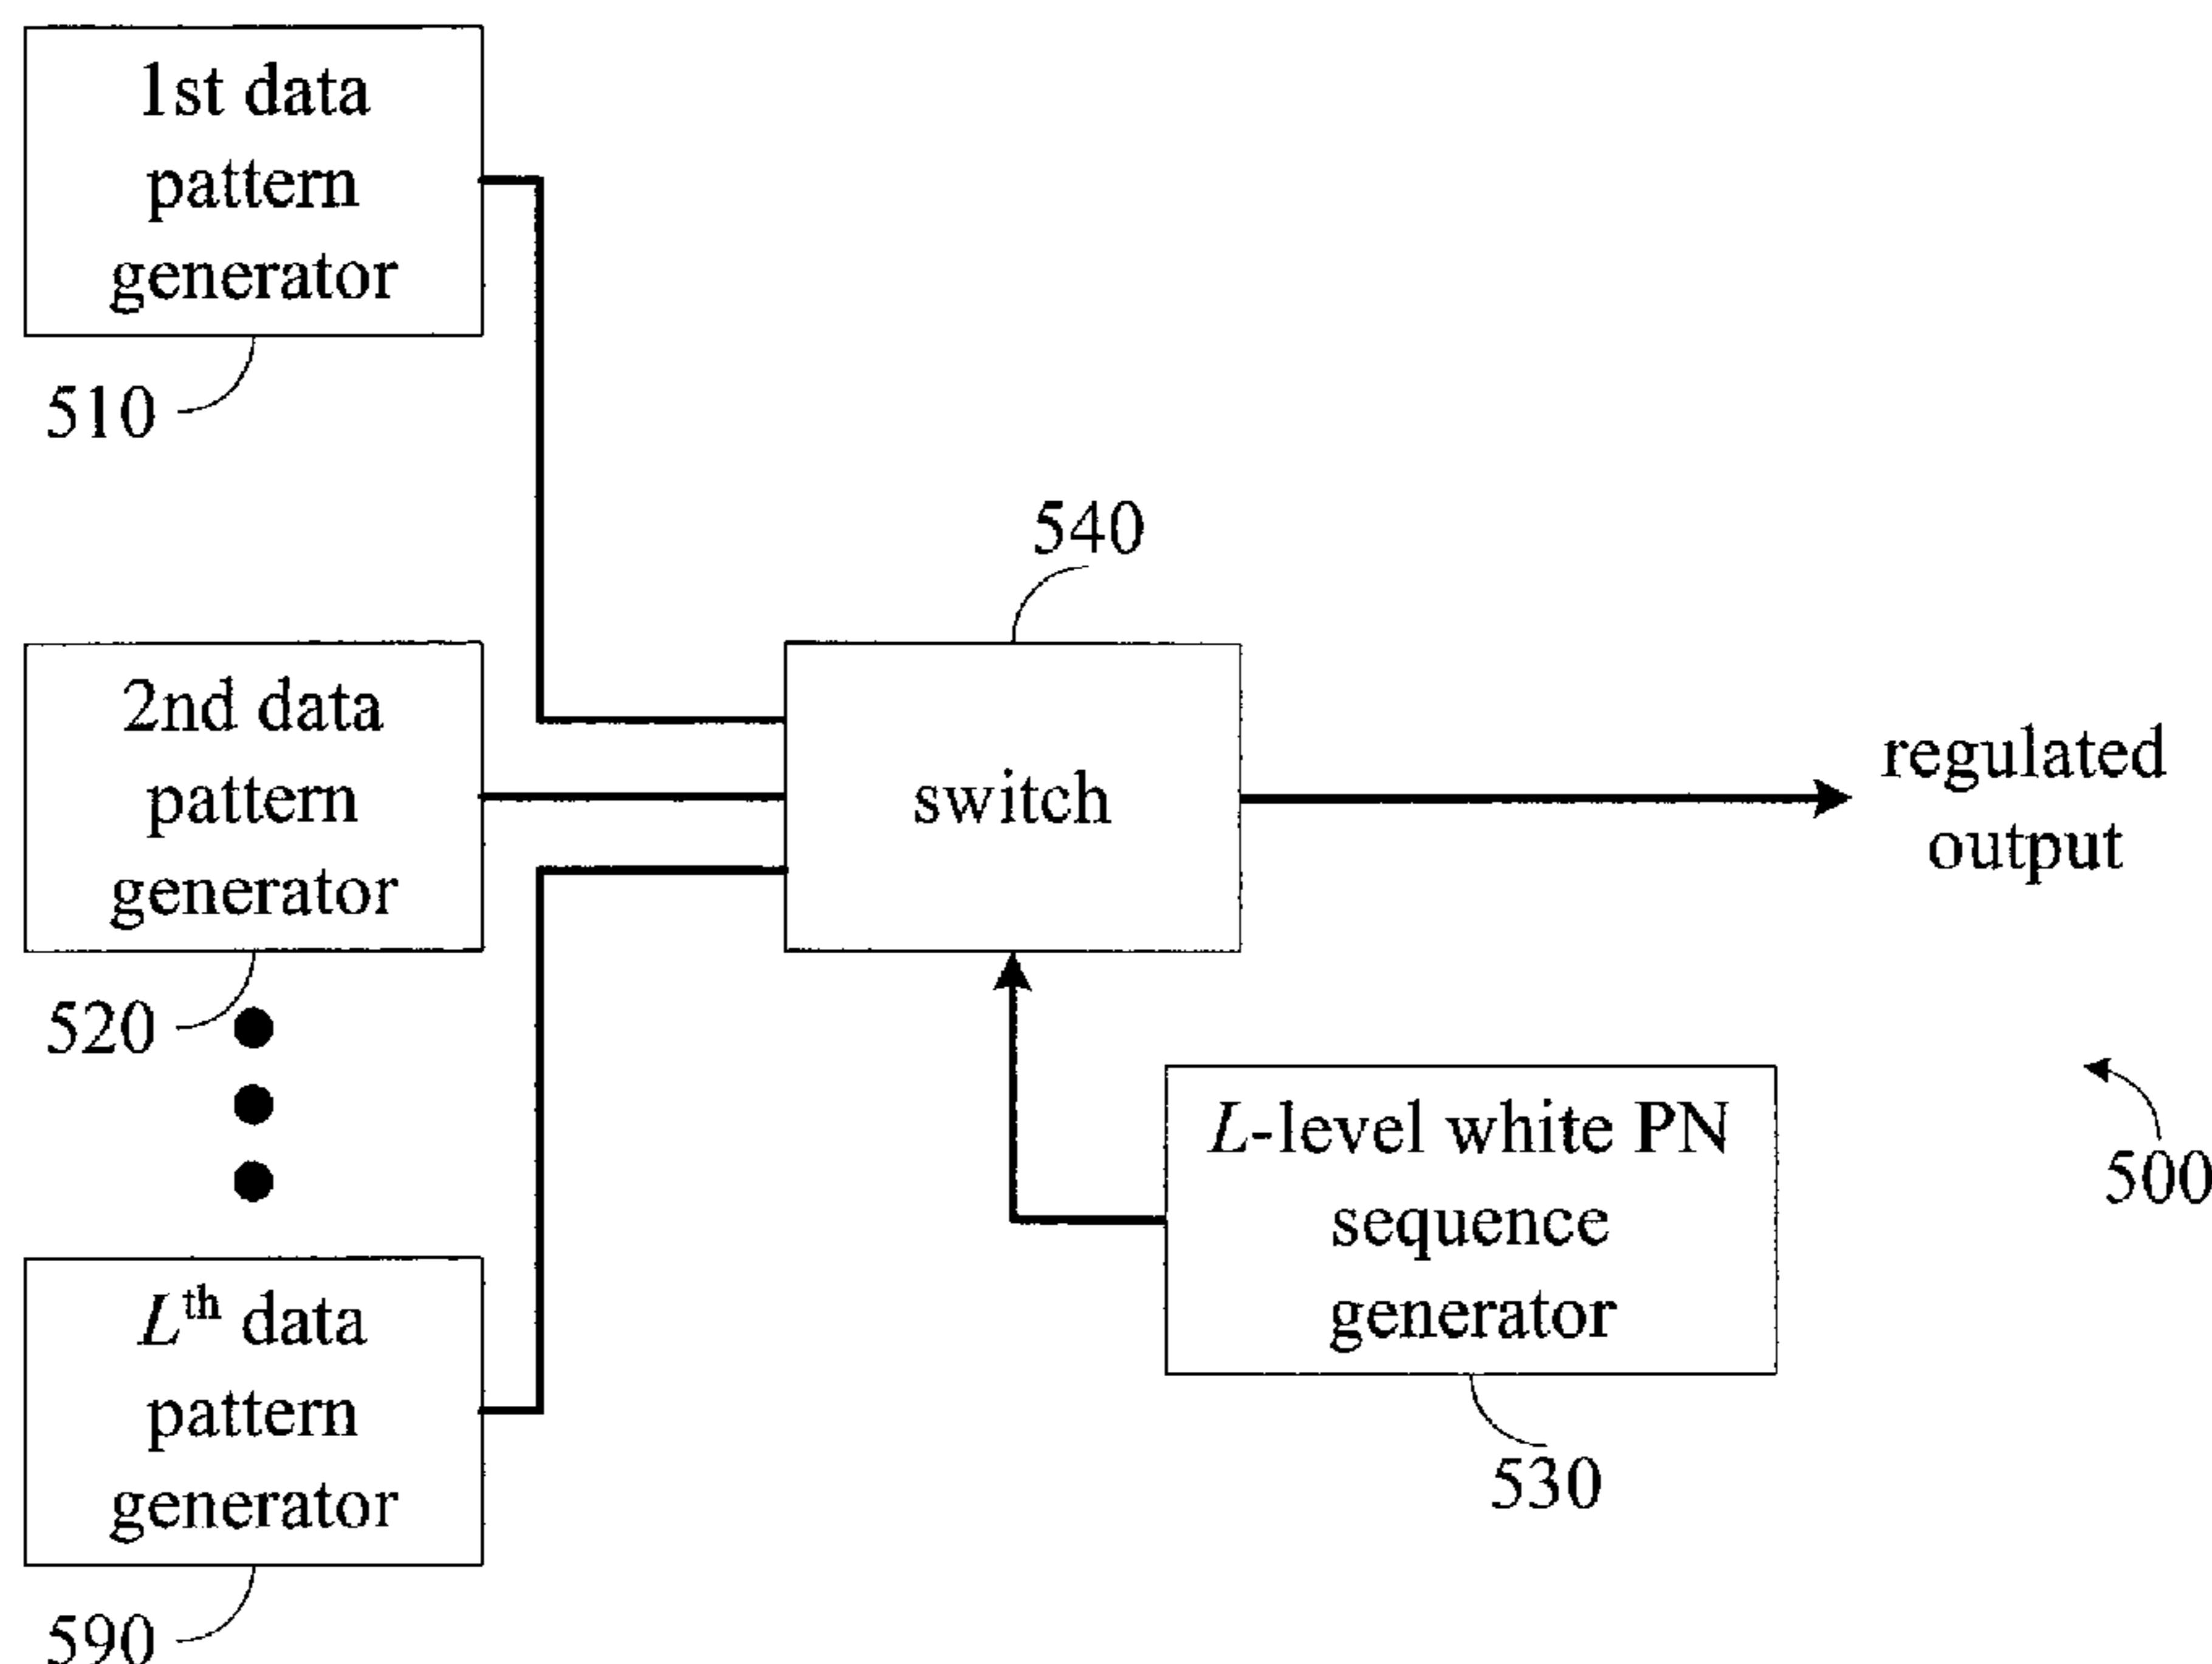 1st data
pattern
generator
510
540
2nd data
pattern
generator
520
switch
regulated
output
L-level white PN
sequence
generator
530
500
Lth data
pattern
generator
590